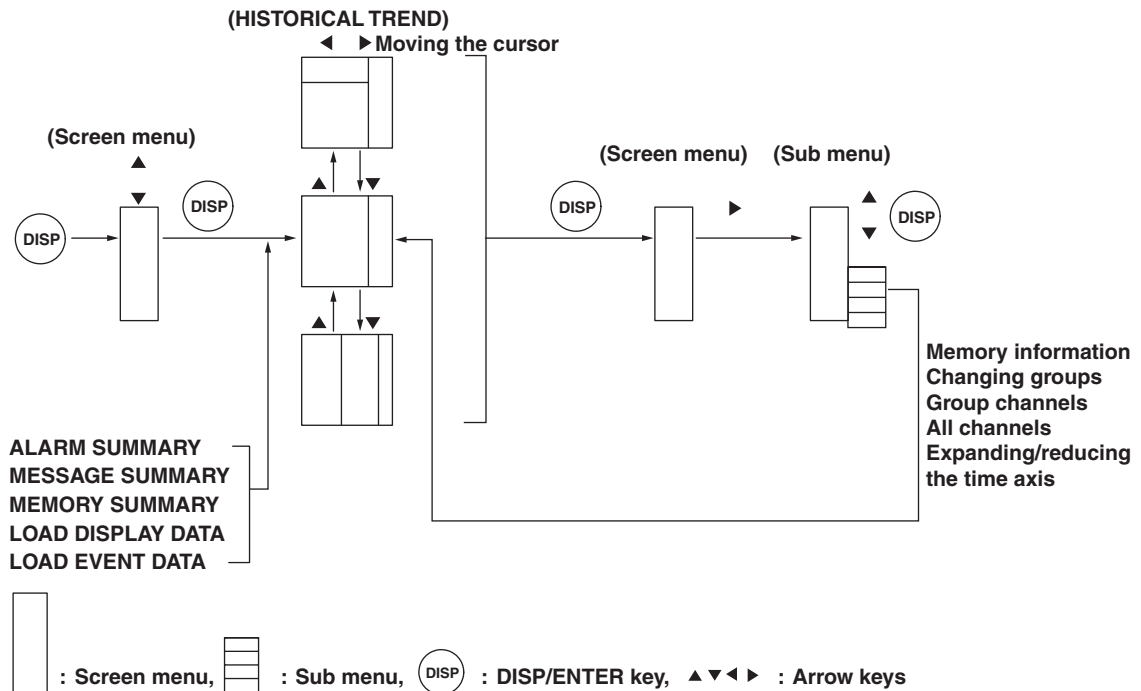 (HISTORICAL TREND)
◀ ▶ Moving the cursor
(Screen menu)
▲
▼
DISP
DISP
▲ ▼
▲ ▼
(Screen menu) (Sub menu)
DISP
▶
▲
▼
DISP
Memory information
Changing groups
Group channels
All channels
Expanding/reducing
the time axis
ALARM SUMMARY
MESSAGE SUMMARY
MEMORY SUMMARY
LOAD DISPLAY DATA
LOAD EVENT DATA
: Screen menu, : Sub menu, DISP : DISP/ENTER key, ▲▼◀ ▶ : Arrow keys